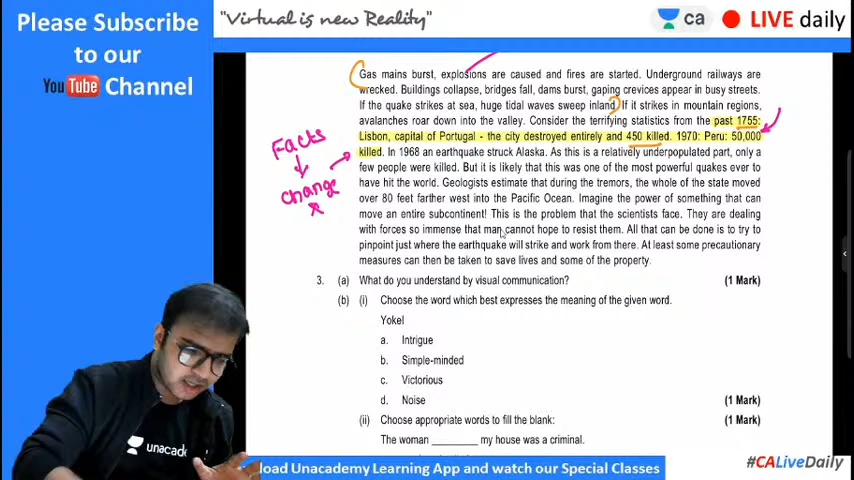 Please Subscribe
to our
YouTube Channel
"Virtual is new Reality"
ca
LIVE daily
Gas mains burst, explosions are caused and fires are started. Underground railways are
wrecked. Buildings collapse, bridges fall, dams burst, gaping crevices appear in busy streets.
If the quake strikes at sea, huge tidal waves sweep inland. If it strikes in mountain regions,
avalanches roar down into the valley. Consider the terrifying statistics from the past 1755:
Lisbon, capital of Portugal - the city destroyed entirely and 450 killed. 1970: Peru: 50,000
killed. In 1968 an earthquake struck Alaska. As this is a relatively underpopulated part, only a
few people were killed. But it is likely that this was one of the most powerful quakes ever to
have hit the world. Geologists estimate that during the tremors, the whole of the state moved
over 80 feet farther west into the Pacific Ocean. Imagine the power of something that can
move an entire subcontinent! This is the problem that the scientists face. They are dealing
with forces so immense that man cannot hope to resist them. All that can be done is to try to
pinpoint just where the earthquake will strike and work from there. At least some precautionary
measures can then be taken to save lives and some of the property.
Facts
change
3. (a) What do you understand by visual communication? (1 Mark)
(b) (i) Choose the word which best expresses the meaning of the given word.
Yokel
a. Intrigue
b. Simple-minded
c. Victorious
d. Noise (1 Mark)
(ii) Choose appropriate words to fill the blank: (1 Mark)
The woman ________ my house was a criminal.
unacade
load Unacademy Learning App and watch our Special Classes
#CALiveDaily